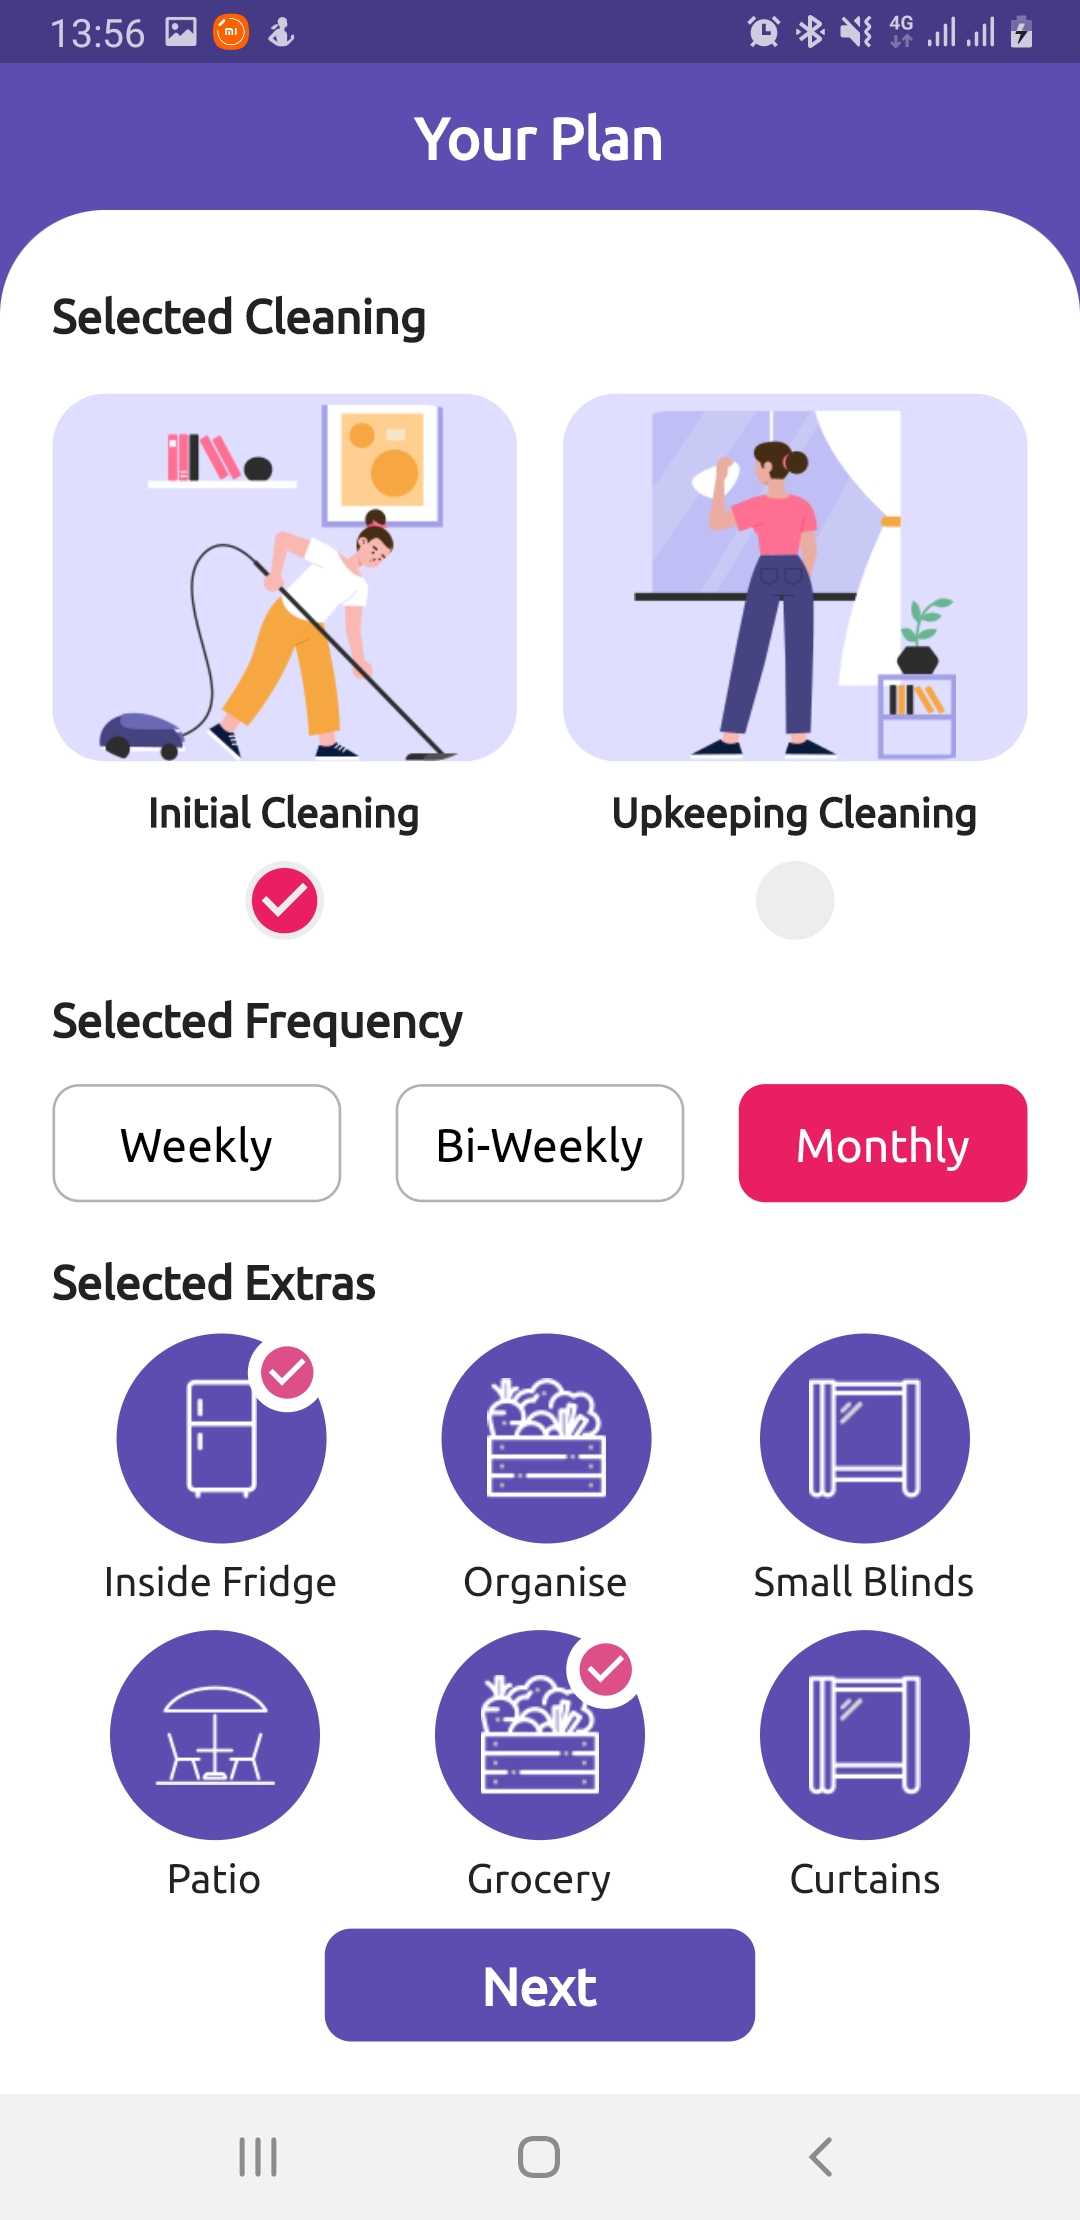 13:56
mi
4G
Your Plan
Selected Cleaning
Initial Cleaning
Upkeeping Cleaning
Selected Frequency
Weekly
Bi-Weekly
Monthly
Selected Extras
Inside Fridge
Organise
Small Blinds
Patio
Grocery
Curtains
Next